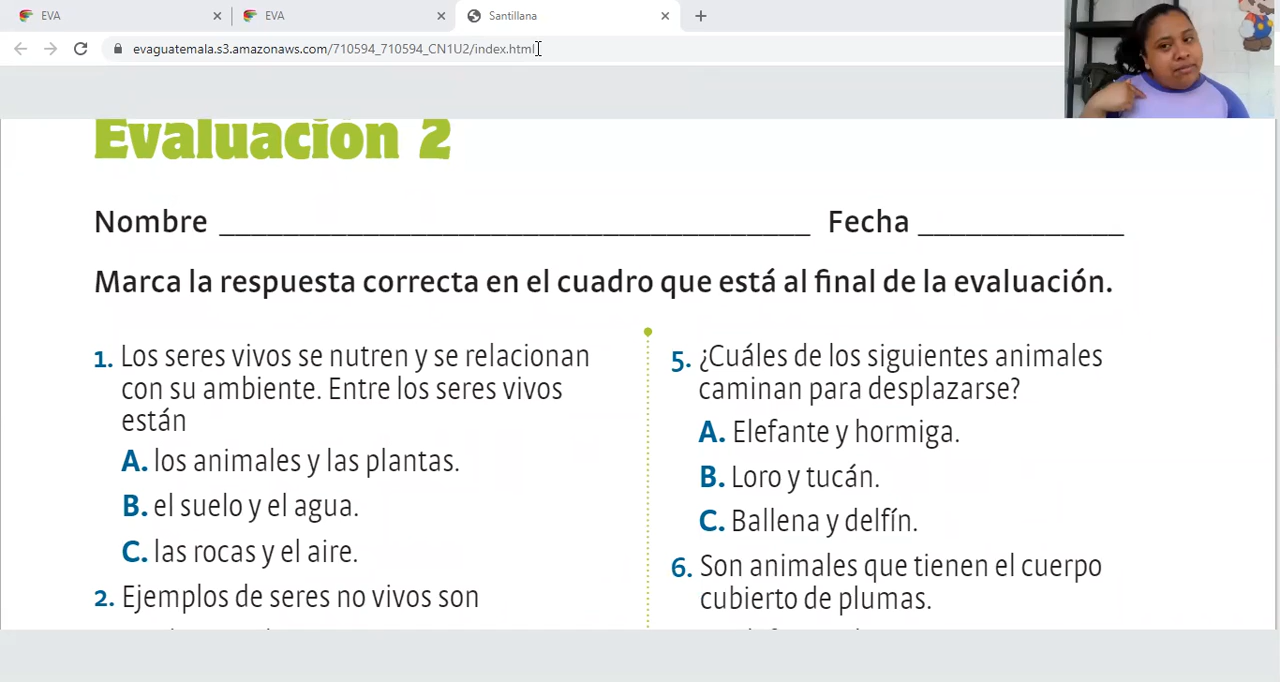 EVA
EVA
Santillana
evaguatemala.s3.amazonaws.com/710594_710594_CN1U2/index.html
Evaluación 2
Nombre ____________________ Fecha __________
Marca la respuesta correcta en el cuadro que está al final de la evaluación.
1. Los seres vivos se nutren y se relacionan
con su ambiente. Entre los seres vivos
están
A. los animales y las plantas.
B. el suelo y el agua.
C. las rocas y el aire.
2. Ejemplos de seres no vivos son
5. ¿Cuáles de los siguientes animales
caminan para desplazarse?
A. Elefante y hormiga.
B. Loro y tucán.
C. Ballena y delfín.
6. Son animales que tienen el cuerpo
cubierto de plumas.